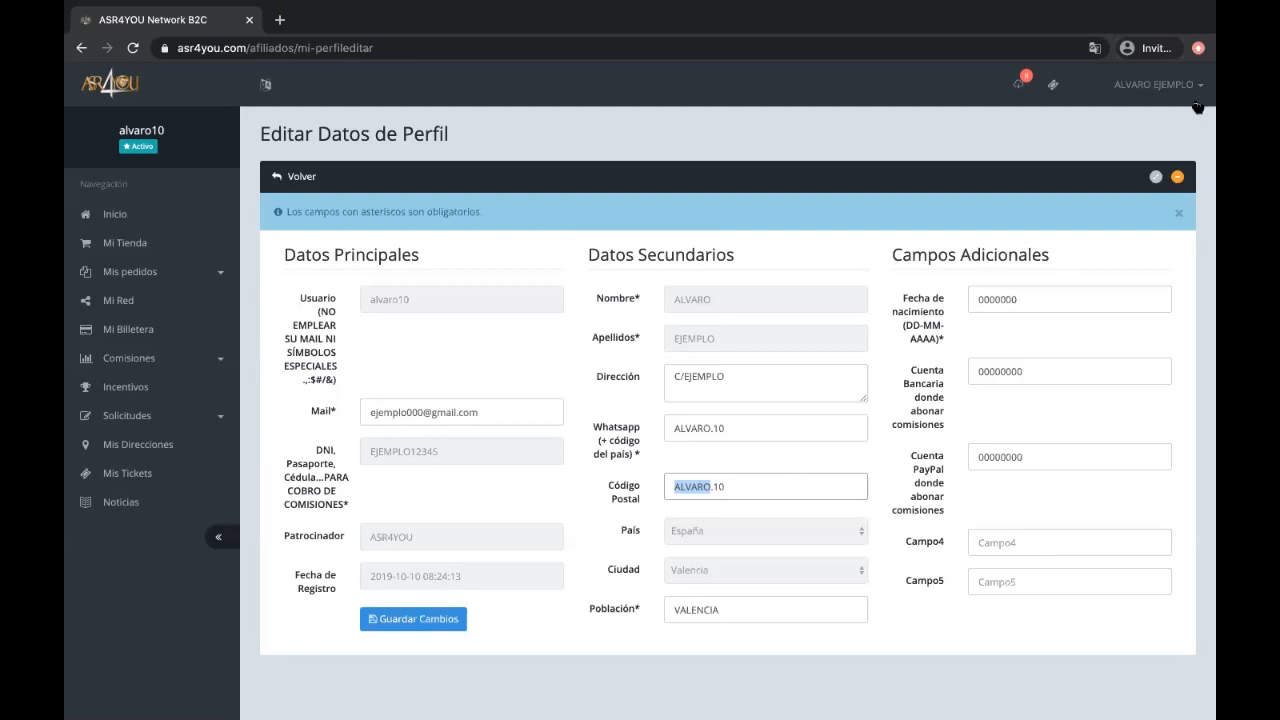 ASR4YOU Network B2C
asr4you.com/afiliados/mi-perfileditar
Invit...
ASR4YOU
8
ALVARO EJEMPLO
alvaro10
Activo
Navegación
Inicio
Mi Tienda
Mis pedidos
Mi Red
Mi Billetera
Comisiones
Incentivos
Solicitudes
Mis Direcciones
Mis Tickets
Noticias
Editar Datos de Perfil
Volver
Los campos con asteriscos son obligatorios.
Datos Principales
Usuario
(NO
EMPLEAR
SU MAIL NI
SÍMBOLOS
ESPECIALES
.,:$#/&)
alvaro10
Mail*
ejemplo000@gmail.com
DNI,
Pasaporte,
Cédula...PARA
COBRO DE
COMISIONES*
EJEMPLO12345
Patrocinador
ASR4YOU
Fecha de
Registro
2019-10-10 08:24:13
Guardar Cambios
Datos Secundarios
Nombre*
ALVARO
Apellidos*
EJEMPLO
Dirección
C/EJEMPLO
Whatsapp
(+ código
del país) *
ALVARO.10
Código
Postal
ALVARO.10
País
España
Ciudad
Valencia
Población*
VALENCIA
Campos Adicionales
Fecha de
nacimiento
(DD-MM-
AAAA)*
0000000
Cuenta
Bancaria
donde
abonar
comisiones
00000000
Cuenta
PayPal
donde
abonar
comisiones
00000000
Campo4
Campo4
Campo5
Campo5